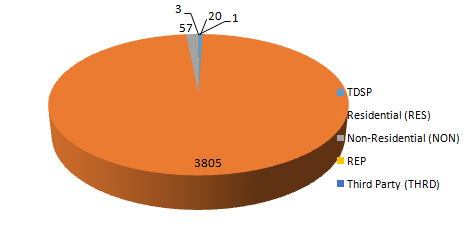 3
20
1
57
3805
TDSP
Residential (RES)
Non-Residential (NON)
REP
Third Party (THRD)